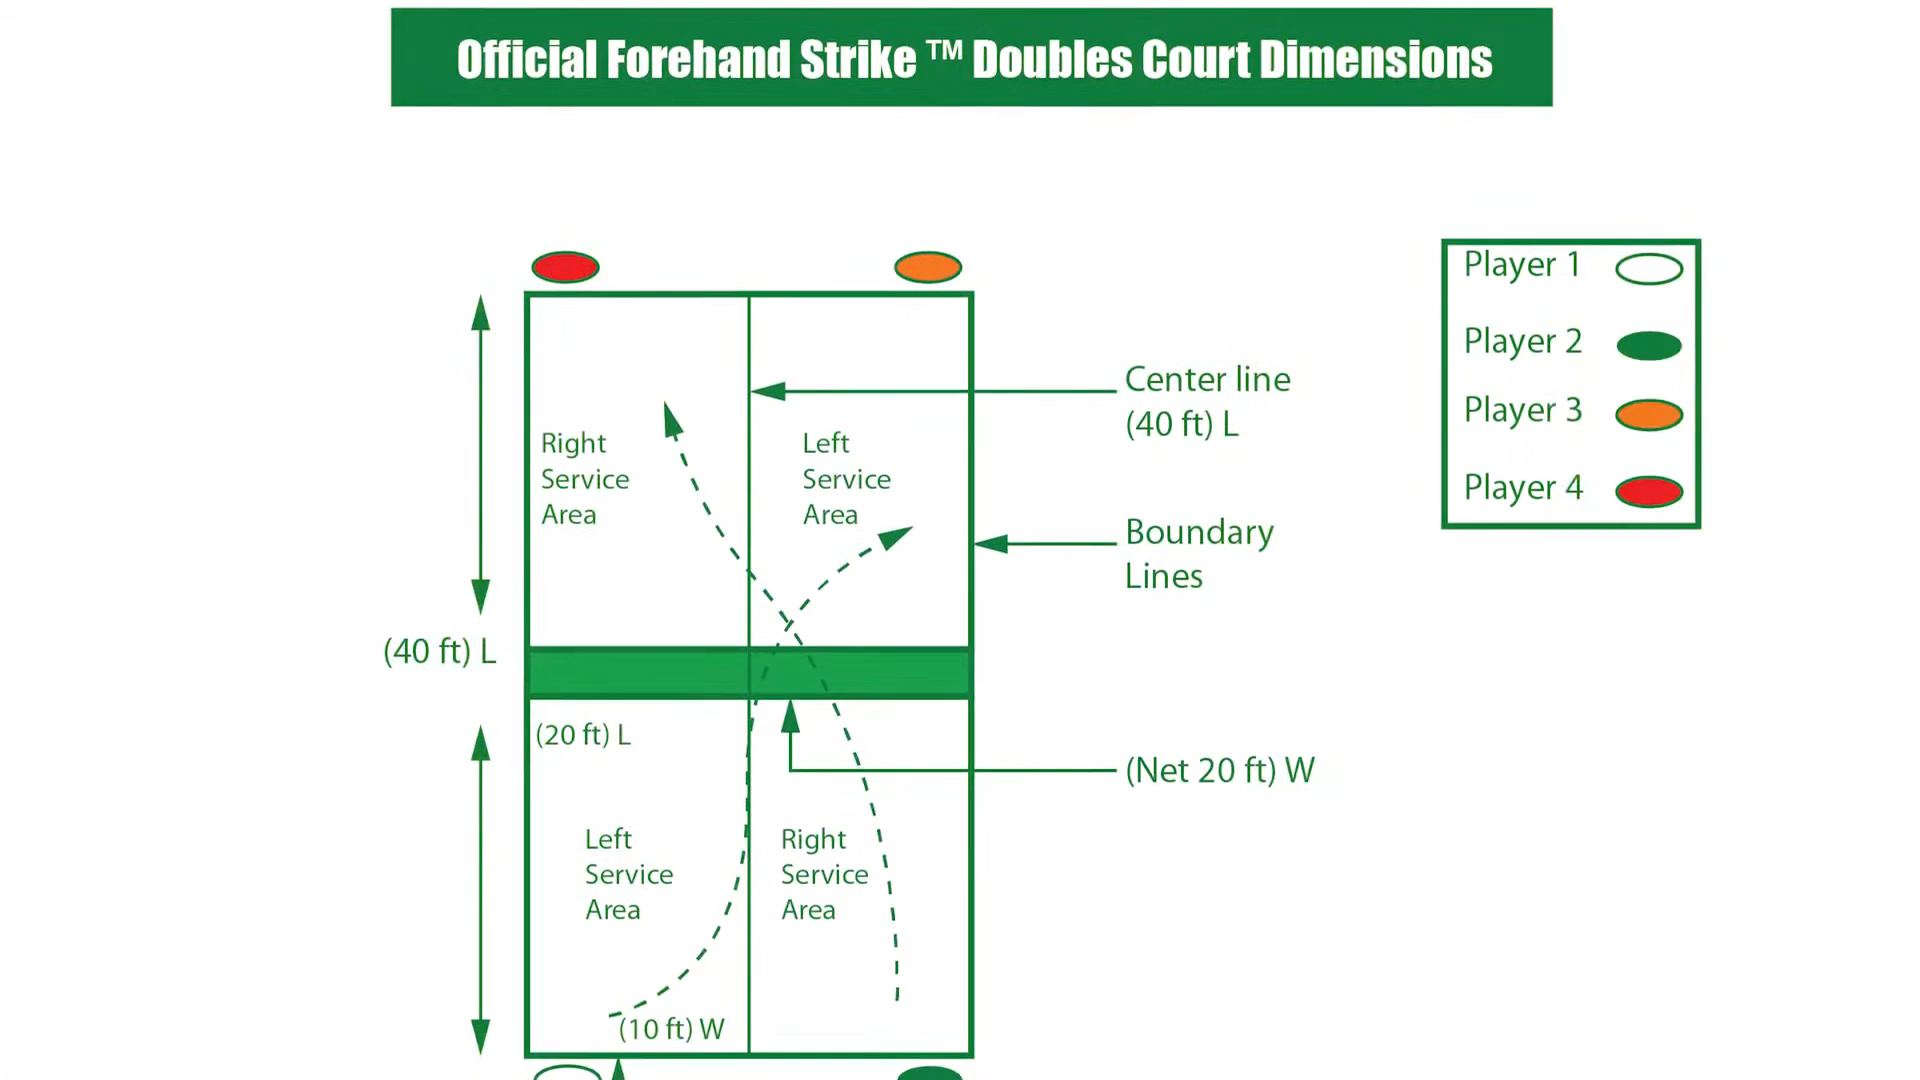 Official Forehand Strike ™ Doubles Court Dimensions
Player 1
Player 2
Player 3
Player 4
Center line
(40 ft) L
Right
Service
Area
Left
Service
Area
Boundary
Lines
(40 ft) L
(20 ft) L
(Net 20 ft) W
Left
Service
Area
Right
Service
Area
(10 ft) W